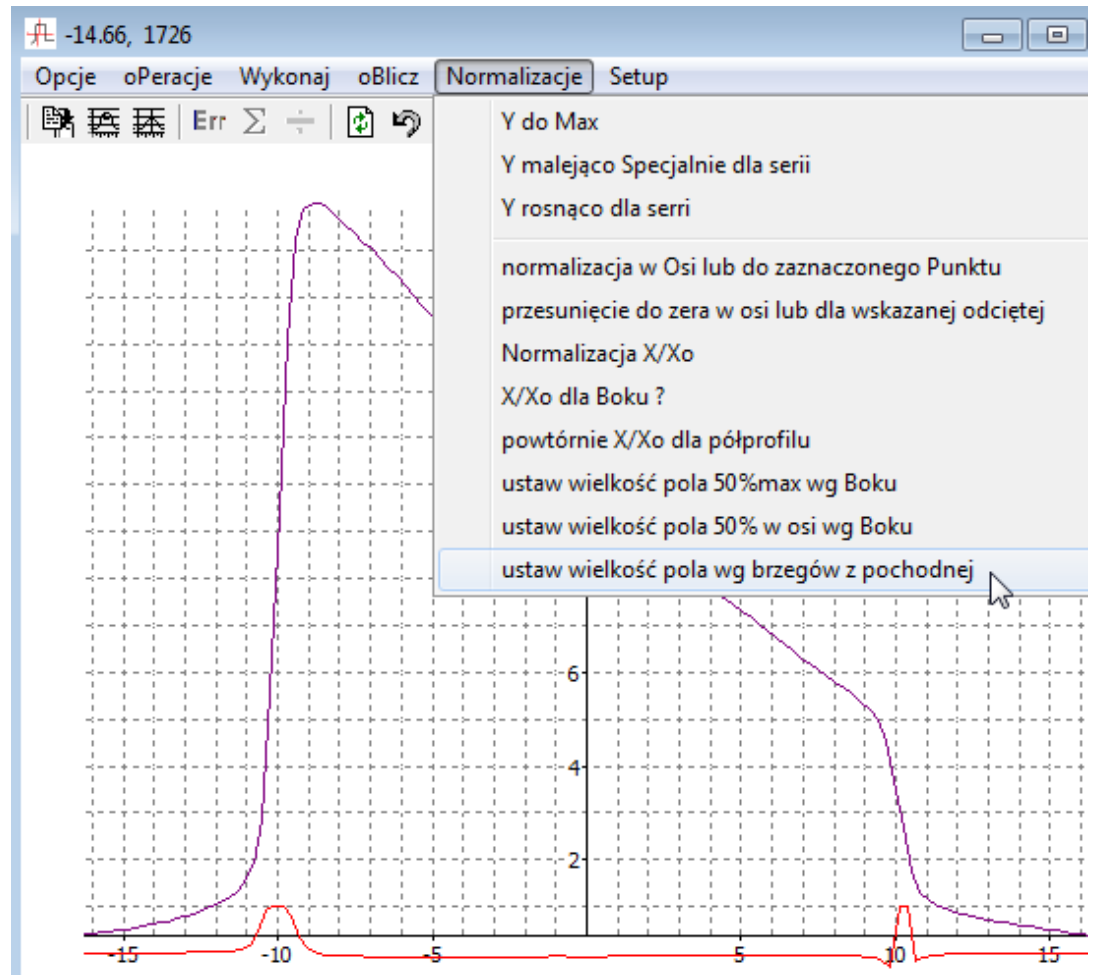 -14.66, 1726
Opcje oPeracje Wykonaj oBlicz Normalizacje Setup
Err Σ ÷
Y do Max
Y malejąco Specjalnie dla serii
Y rosnąco dla serri
normalizacja w Osi lub do zaznaczonego Punktu
przesunięcie do zera w osi lub dla wskazanej odciętej
Normalizacja X/Xo
X/Xo dla Boku ?
powtórnie X/Xo dla półprofilu
ustaw wielkość pola 50%max wg Boku
ustaw wielkość pola 50% w osi wg Boku
ustaw wielkość pola wg brzegów z pochodnej
6
4
2
-15 -10 -5 5 10 15